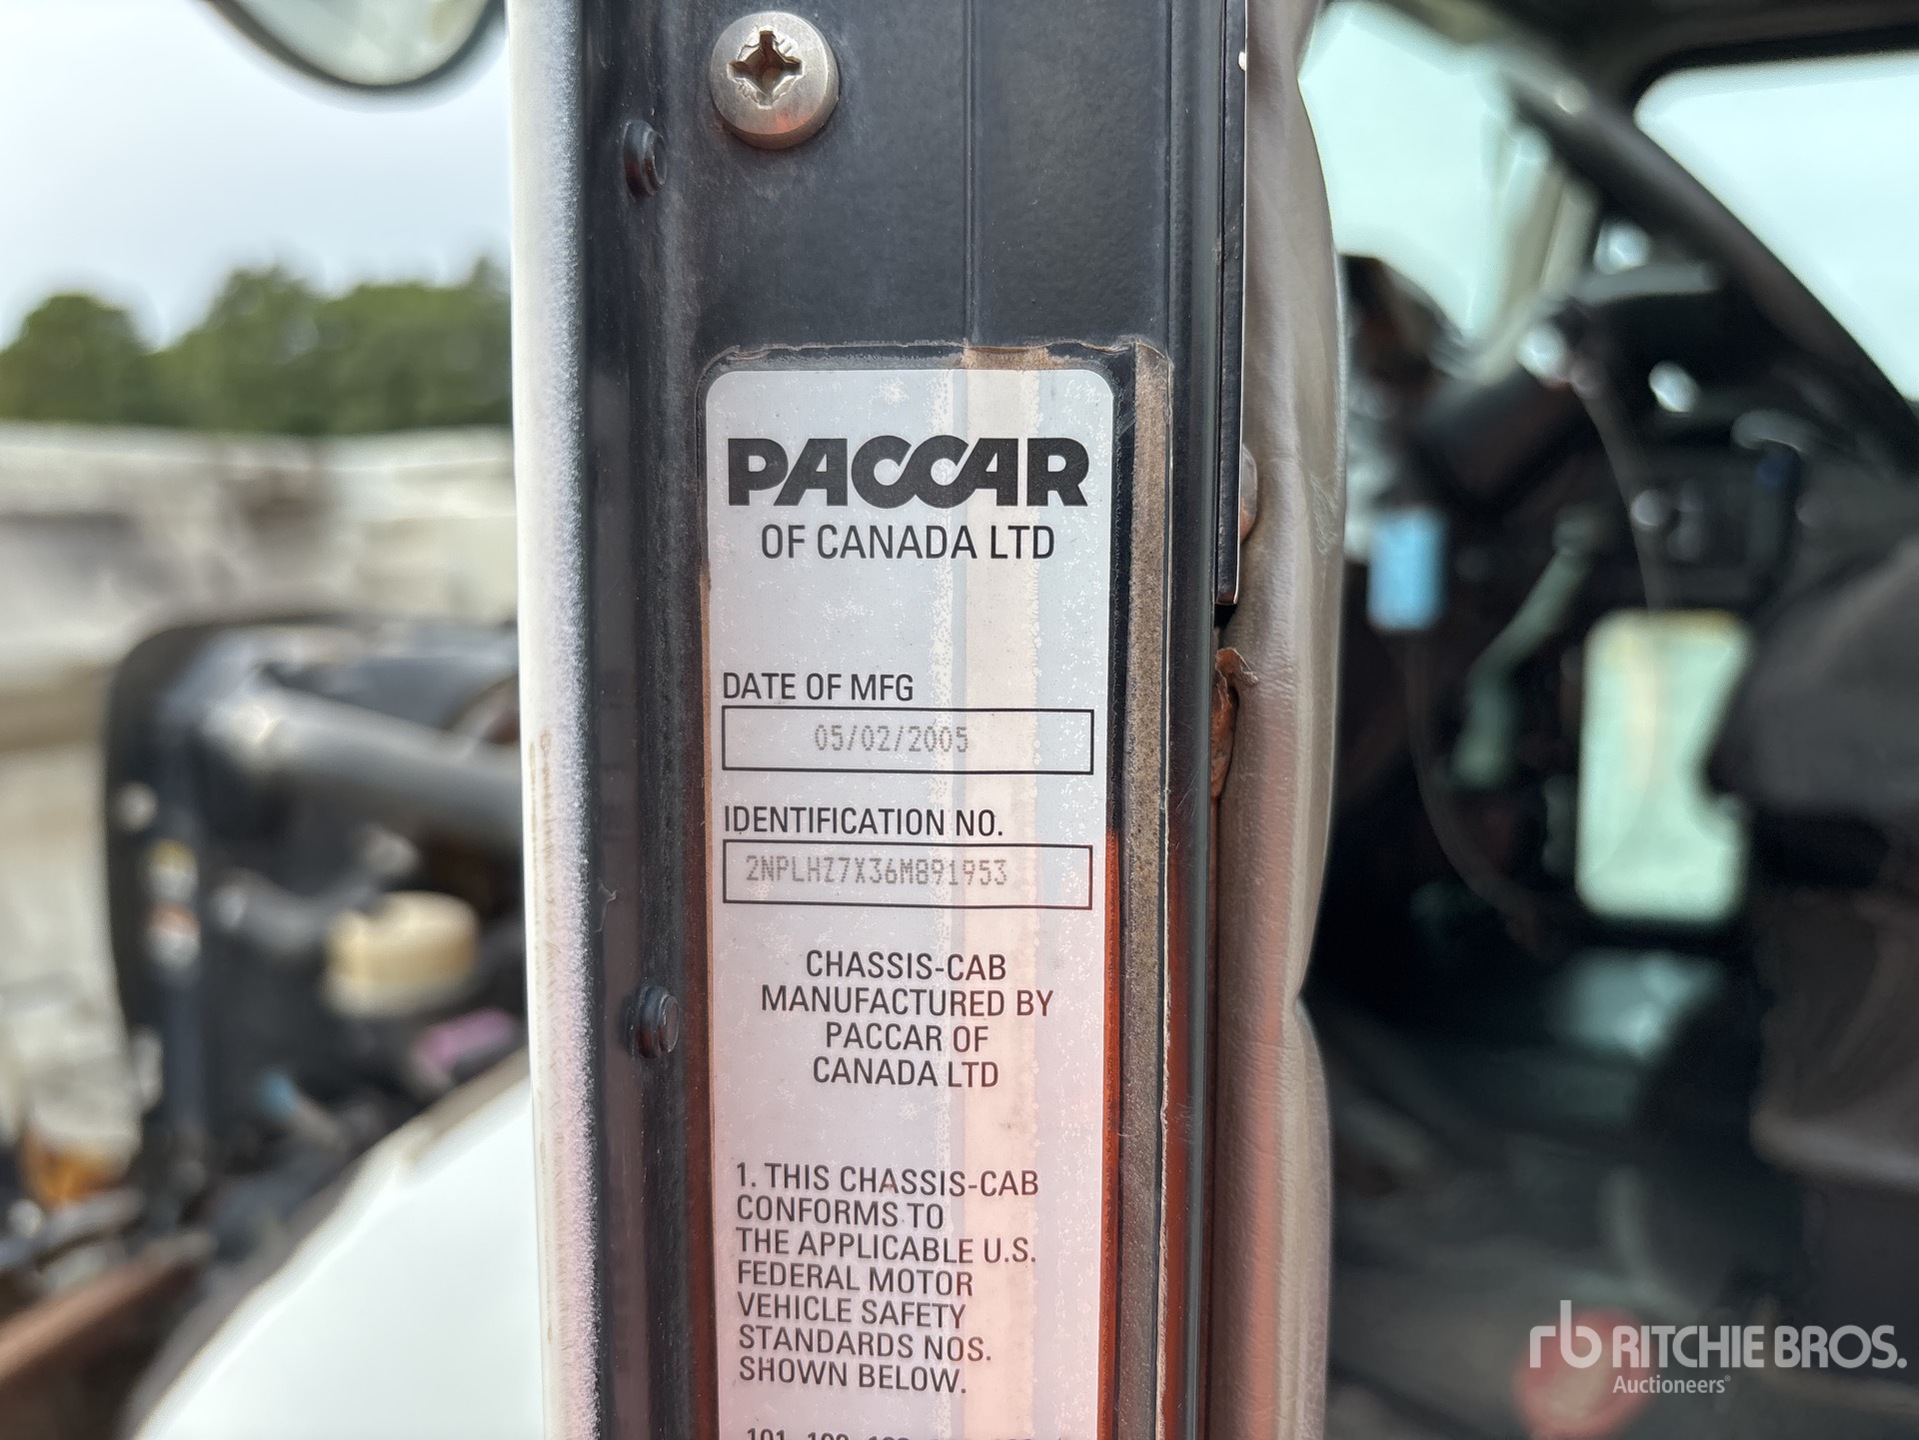 PACCAR
OF CANADA LTD
DATE OF MFG
05/02/2005
IDENTIFICATION NO.
2NPLHZ7X36M891953
CHASSIS-CAB
MANUFACTURED BY
PACCAR OF
CANADA LTD
1. THIS CHASSIS-CAB
CONFORMS TO
THE APPLICABLE U.S.
FEDERAL MOTOR
VEHICLE SAFETY
STANDARDS NOS.
SHOWN BELOW.
rb RITCHIE BROS.
Auctioneers®